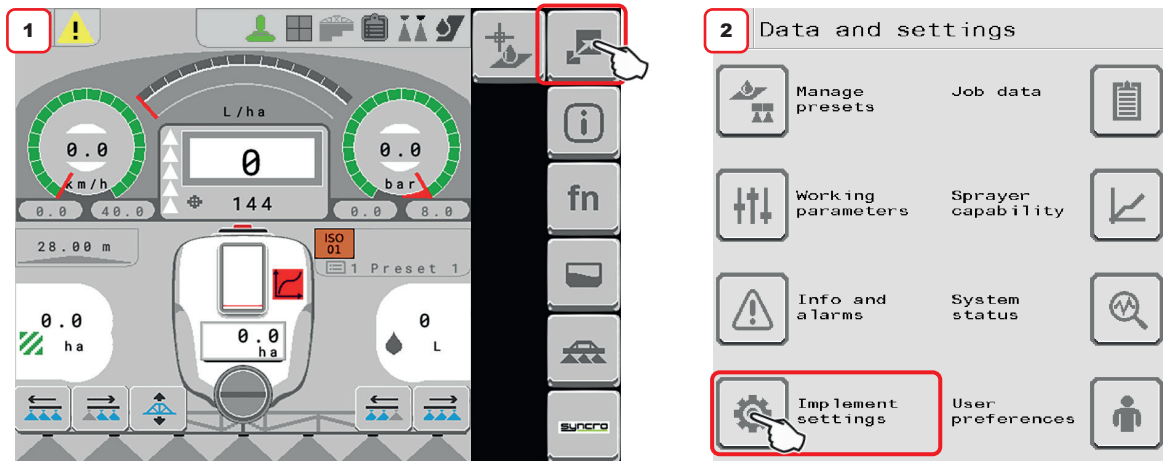 1
L/ha
0.0
km/h
0
0.0
bar
144
0.0
40.0
0.0
8.0
28.00 m
ISO
01
1 Preset 1
0.0
ha
0.0
ha
0
L
i
fn
syncro
2
Data and settings
Manage
presets
Job data
Working
parameters
Sprayer
capability
Info and
alarms
System
status
Implement
settings
User
preferences